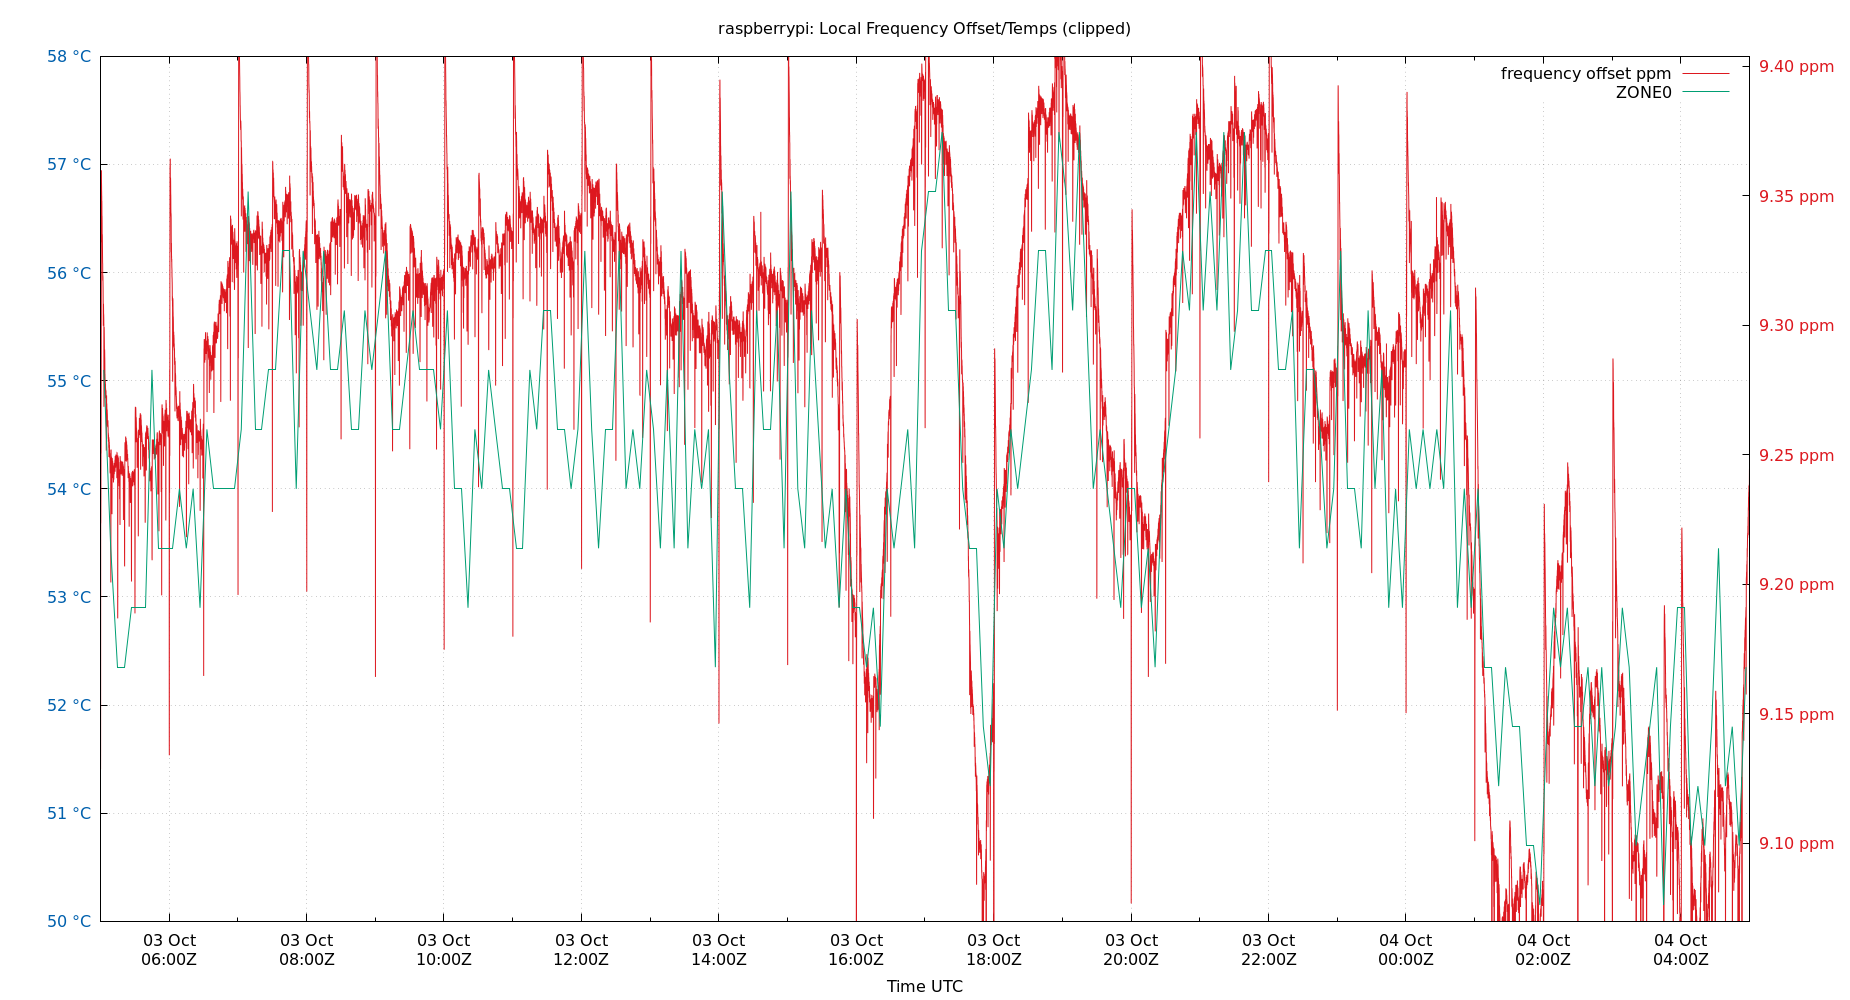 raspberrypi: Local Frequency Offset/Temps (clipped)
frequency offset ppm
ZONE0
58 °C
57 °C
56 °C
55 °C
54 °C
53 °C
52 °C
51 °C
50 °C
9.40 ppm
9.35 ppm
9.30 ppm
9.25 ppm
9.20 ppm
9.15 ppm
9.10 ppm
03 Oct 03 Oct 03 Oct 03 Oct 03 Oct 03 Oct 03 Oct 03 Oct 03 Oct 04 Oct 04 Oct 04 Oct
06:00Z 08:00Z 10:00Z 12:00Z 14:00Z 16:00Z 18:00Z 20:00Z 22:00Z 00:00Z 02:00Z 04:00Z
Time UTC